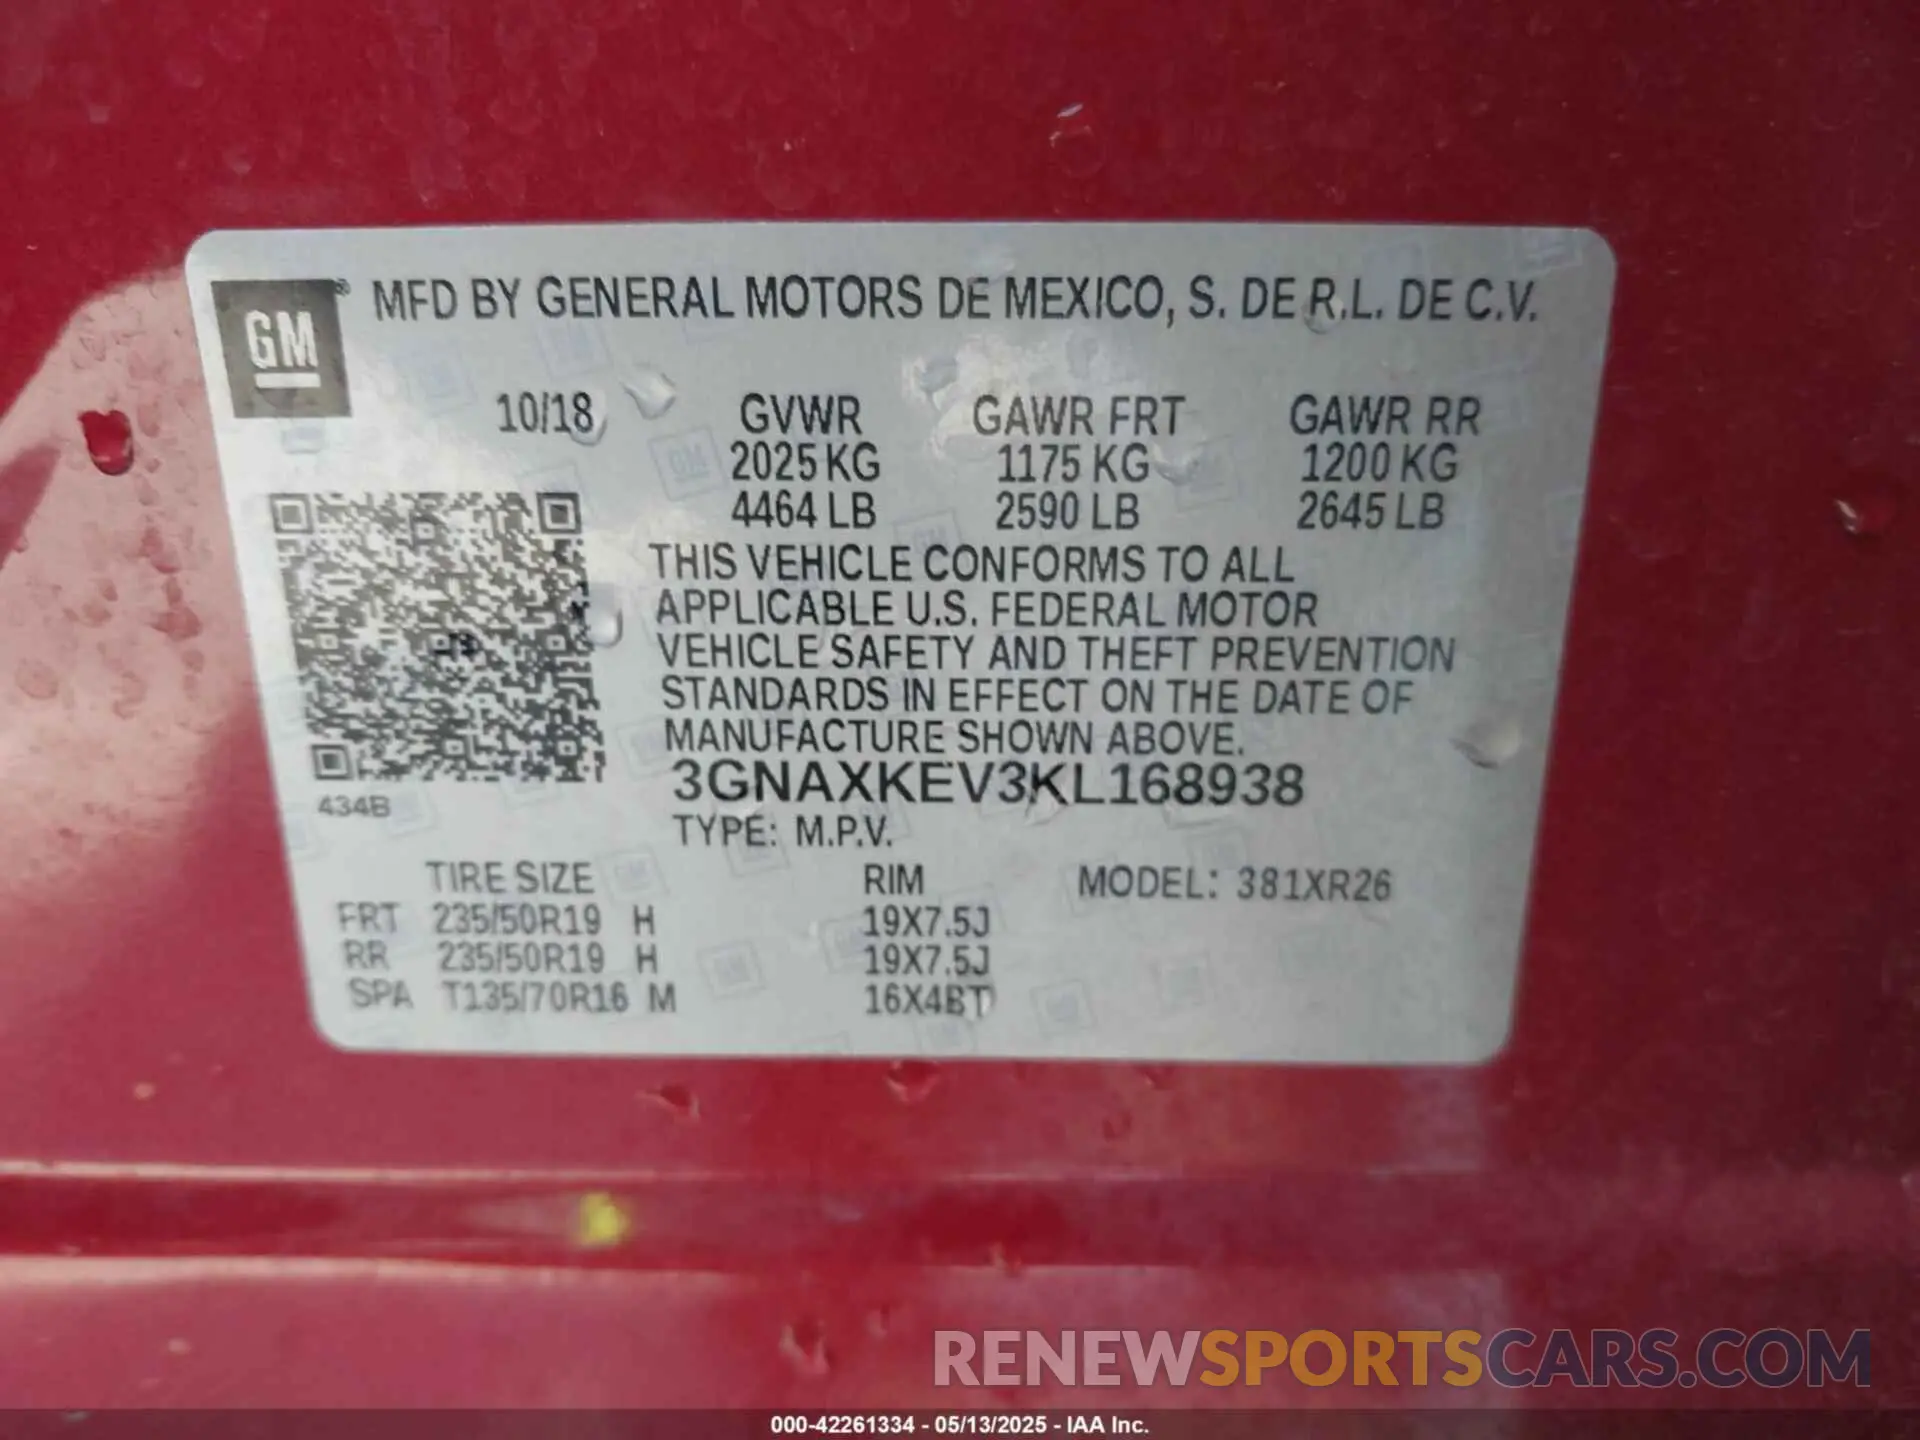 GM® MFD BY GENERAL MOTORS DE MEXICO, S. DE R.L. DE C.V.
10/18 GVWR GAWR FRT GAWR RR
2025 KG 1175 KG 1200 KG
4464 LB 2590 LB 2645 LB
THIS VEHICLE CONFORMS TO ALL
APPLICABLE U.S. FEDERAL MOTOR
VEHICLE SAFETY AND THEFT PREVENTION
STANDARDS IN EFFECT ON THE DATE OF
MANUFACTURE SHOWN ABOVE.
434B
3GNAXKEV3KL168938
TYPE: M.P.V.
TIRE SIZE RIM MODEL: 381XR26
FRT 235/50R19 H 19X7.5J
RR 235/50R19 H 19X7.5J
SPA T135/70R16 M 16X4BT
RENEWSPORTSCARS.COM
000-42261334 - 05/13/2025 - IAA Inc.